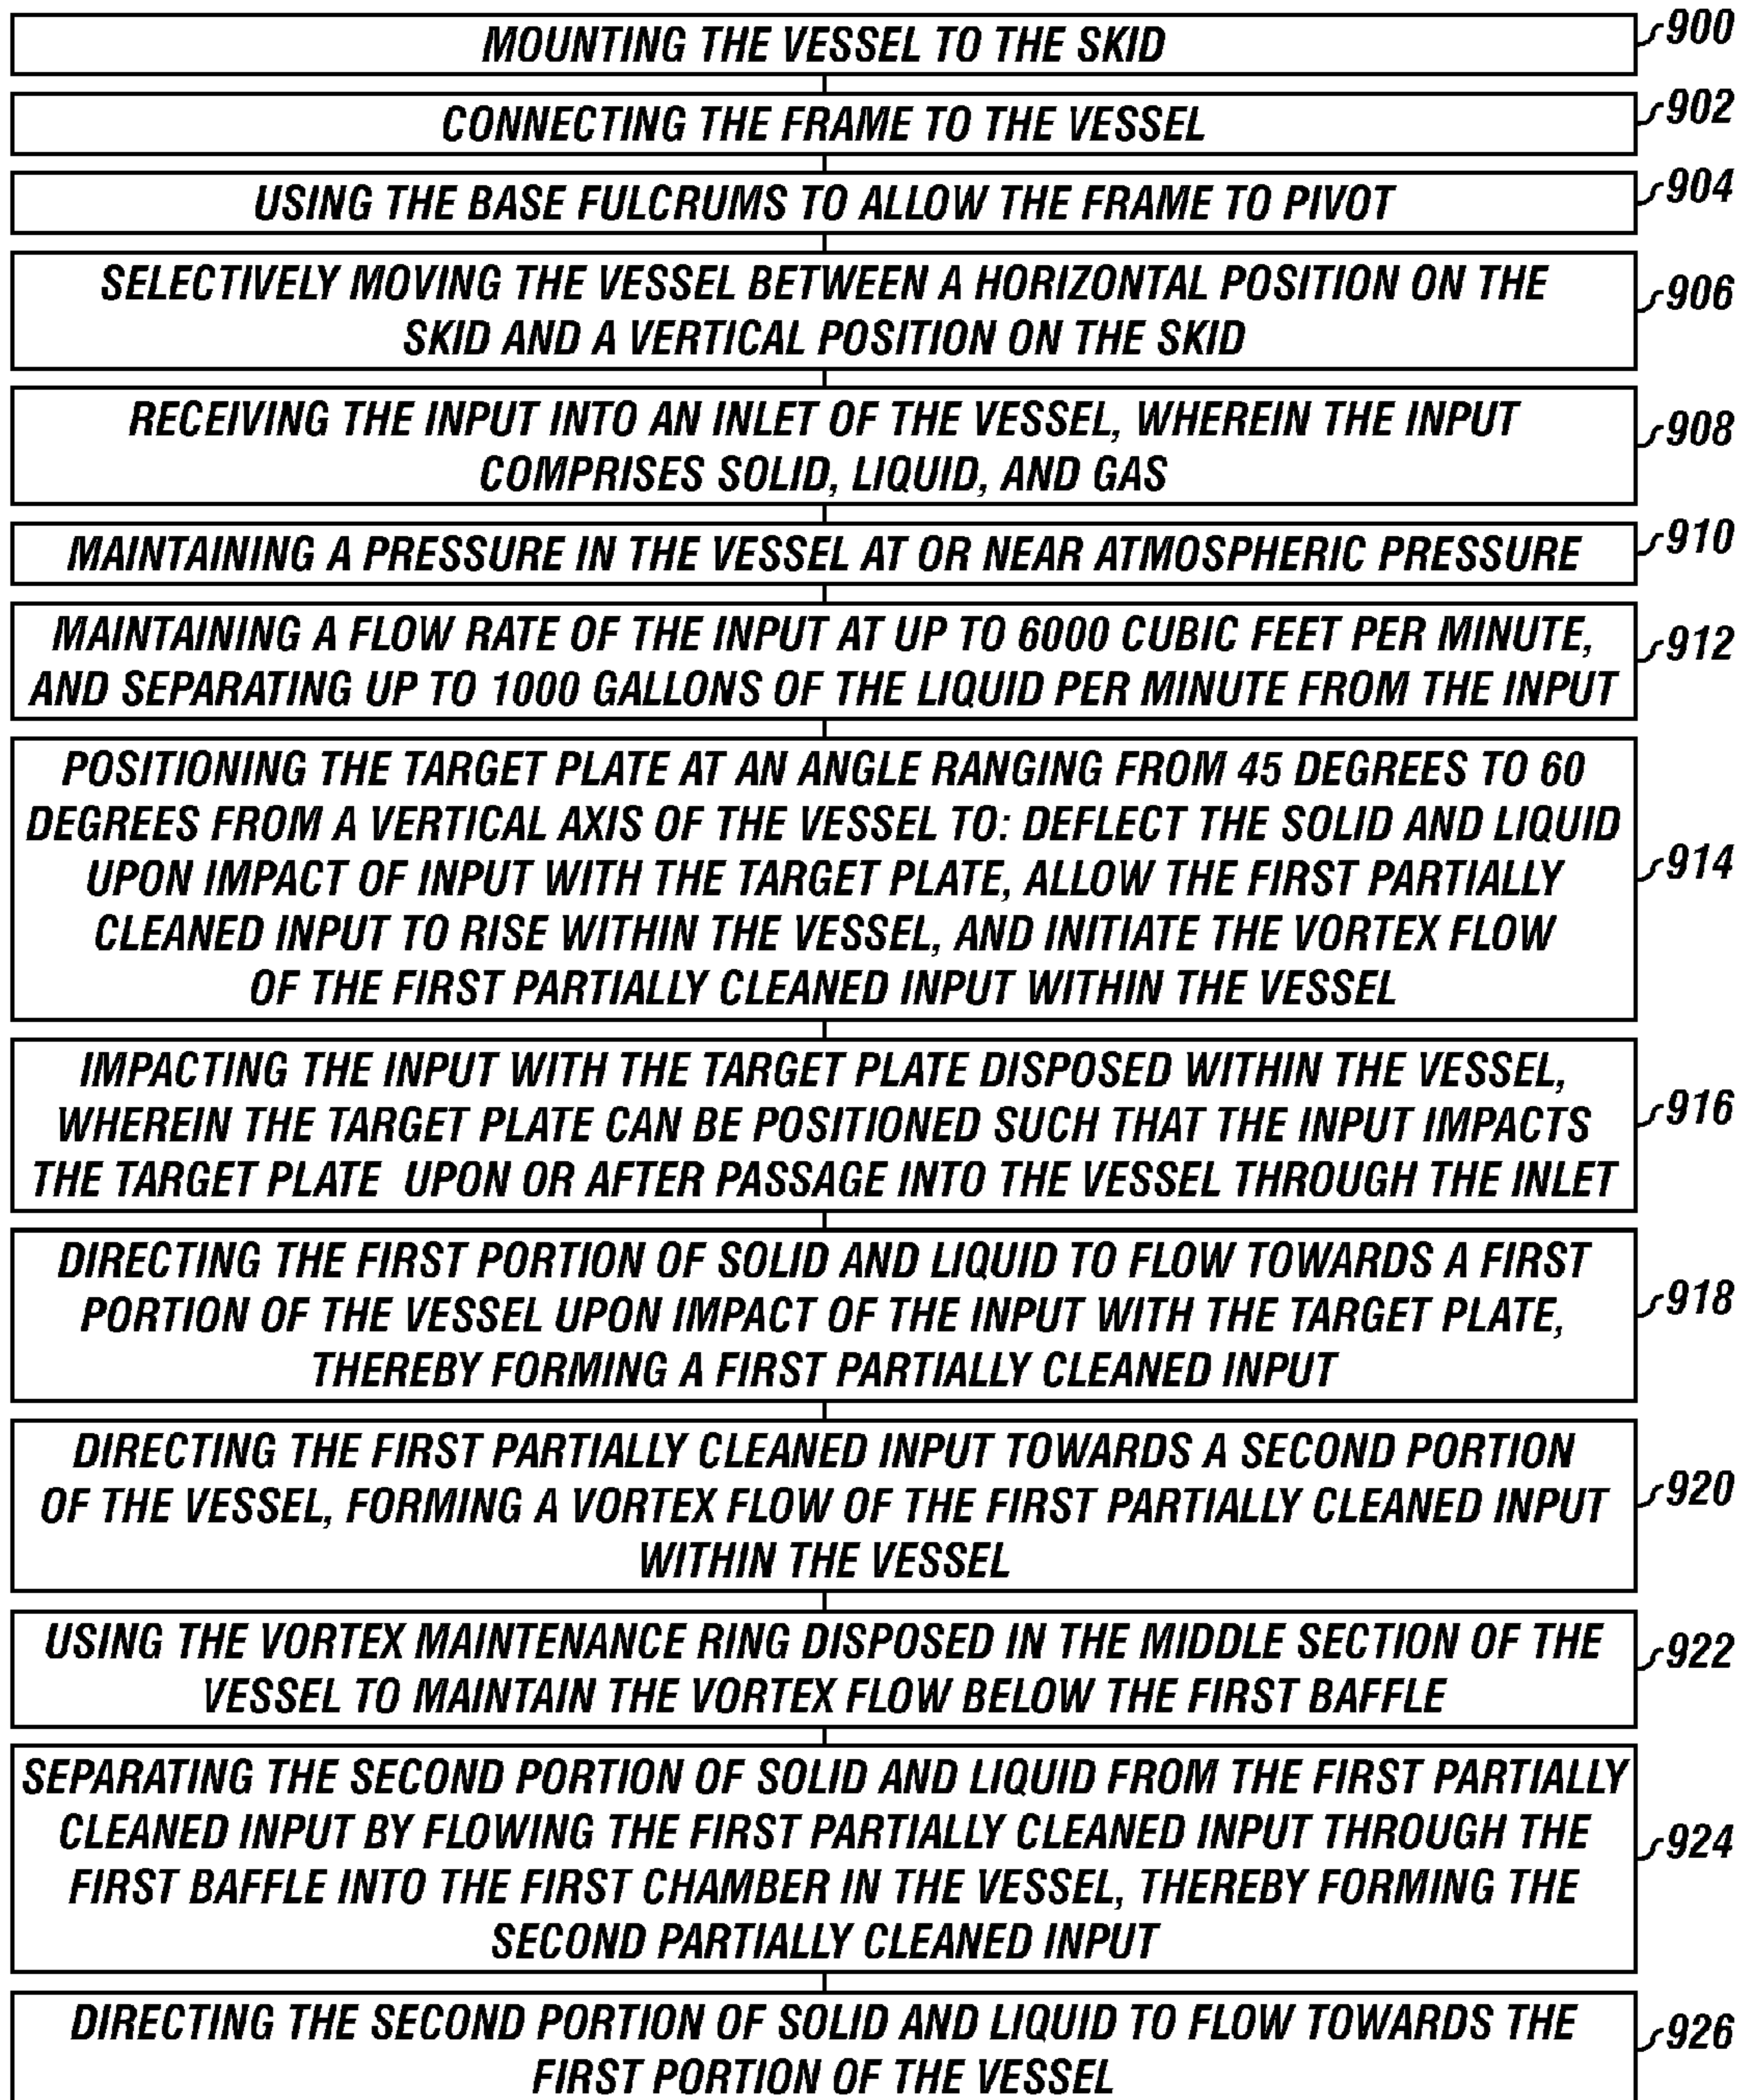 MOUNTING THE VESSEL TO THE SKID
900
CONNECTING THE FRAME TO THE VESSEL
902
USING THE BASE FULCRUMS TO ALLOW THE FRAME TO PIVOT
904
SELECTIVELY MOVING THE VESSEL BETWEEN A HORIZONTAL POSITION ON THE
SKID AND A VERTICAL POSITION ON THE SKID
906
RECEIVING THE INPUT INTO AN INLET OF THE VESSEL, WHEREIN THE INPUT
COMPRISES SOLID, LIQUID, AND GAS
908
MAINTAINING A PRESSURE IN THE VESSEL AT OR NEAR ATMOSPHERIC PRESSURE
910
MAINTAINING A FLOW RATE OF THE INPUT AT UP TO 6000 CUBIC FEET PER MINUTE,
AND SEPARATING UP TO 1000 GALLONS OF THE LIQUID PER MINUTE FROM THE INPUT
912
POSITIONING THE TARGET PLATE AT AN ANGLE RANGING FROM 45 DEGREES TO 60
DEGREES FROM A VERTICAL AXIS OF THE VESSEL TO: DEFLECT THE SOLID AND LIQUID
UPON IMPACT OF INPUT WITH THE TARGET PLATE, ALLOW THE FIRST PARTIALLY
CLEANED INPUT TO RISE WITHIN THE VESSEL, AND INITIATE THE VORTEX FLOW
OF THE FIRST PARTIALLY CLEANED INPUT WITHIN THE VESSEL
914
IMPACTING THE INPUT WITH THE TARGET PLATE DISPOSED WITHIN THE VESSEL,
WHEREIN THE TARGET PLATE CAN BE POSITIONED SUCH THAT THE INPUT IMPACTS
THE TARGET PLATE UPON OR AFTER PASSAGE INTO THE VESSEL THROUGH THE INLET
916
DIRECTING THE FIRST PORTION OF SOLID AND LIQUID TO FLOW TOWARDS A FIRST
PORTION OF THE VESSEL UPON IMPACT OF THE INPUT WITH THE TARGET PLATE,
THEREBY FORMING A FIRST PARTIALLY CLEANED INPUT
918
DIRECTING THE FIRST PARTIALLY CLEANED INPUT TOWARDS A SECOND PORTION
OF THE VESSEL, FORMING A VORTEX FLOW OF THE FIRST PARTIALLY CLEANED INPUT
WITHIN THE VESSEL
920
USING THE VORTEX MAINTENANCE RING DISPOSED IN THE MIDDLE SECTION OF THE
VESSEL TO MAINTAIN THE VORTEX FLOW BELOW THE FIRST BAFFLE
922
SEPARATING THE SECOND PORTION OF SOLID AND LIQUID FROM THE FIRST PARTIALLY
CLEANED INPUT BY FLOWING THE FIRST PARTIALLY CLEANED INPUT THROUGH THE
FIRST BAFFLE INTO THE FIRST CHAMBER IN THE VESSEL, THEREBY FORMING THE
SECOND PARTIALLY CLEANED INPUT
924
DIRECTING THE SECOND PORTION OF SOLID AND LIQUID TO FLOW TOWARDS THE
FIRST PORTION OF THE VESSEL
926